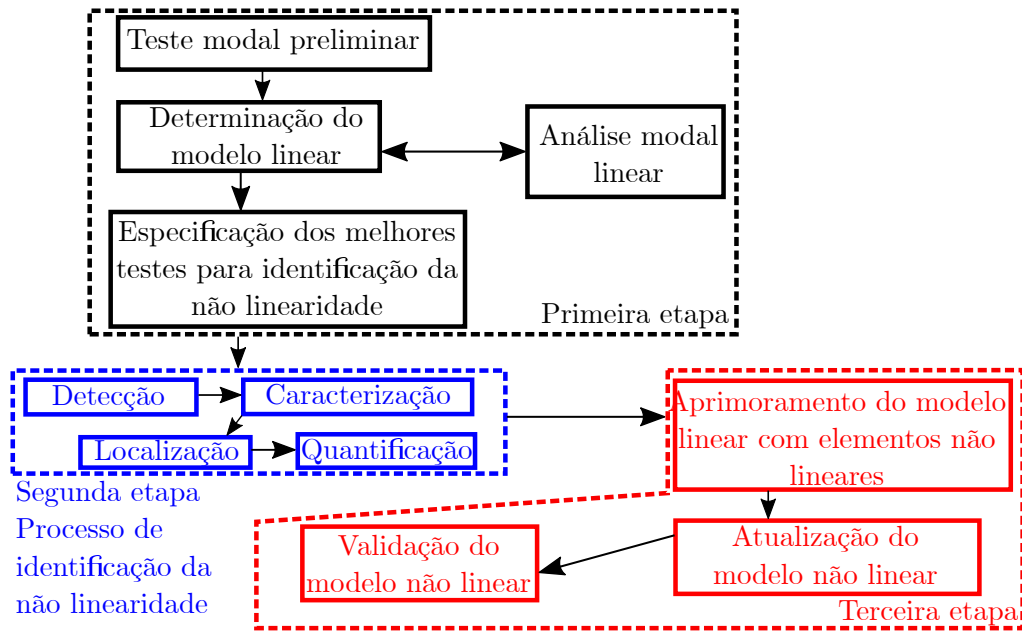 Teste modal preliminar
Determinação do
modelo linear
Análise modal
linear
Especificação dos melhores
testes para identificação da
não linearidade
Primeira etapa
Detecção
Caracterização
Localização
Quantificação
Segunda etapa
Processo de
identificação da
não linearidade
Aprimoramento do modelo
linear com elementos não
lineares
Atualização do
modelo não linear
Validação do
modelo não linear
Terceira etapa